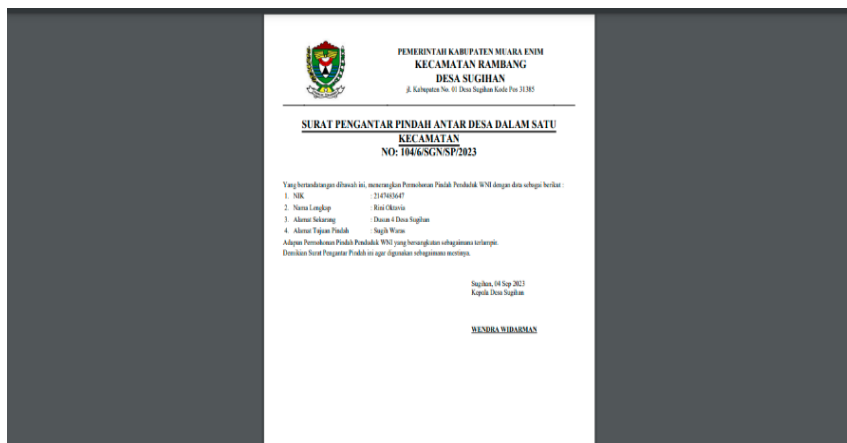 PEMERINTAH KABUPATEN MUARA ENIM
KECAMATAN RAMBANG
DESA SUGIHAN
jl. Kabupaten No. 01 Desa Sugihan Kode Pos 31385
SURAT PENGANTAR PINDAH ANTAR DESA DALAM SATU
KECAMATAN
NO: 104/6/SGN/SP/2023
Yang bertandatangan dibawah ini, menerangkan Permohonan Pindah Penduduk WNI dengan data sebagai berikut :
1. NIK : 2147483647
2. Nama Lengkap : Rini Oktavia
3. Alamat Sekarang : Dusun 4 Desa Sugihan
4. Alamat Tujuan Pindah : Sugih Waras
Adapun Permohonan Pindah Penduduk WNI yang bersangkutan sebagaimana terlampir.
Demikian Surat Pengantar Pindah ini agar digunakan sebagaimana mestinya.
Sugihan, 04 Sep 2023
Kepala Desa Sugihan
WENDRA WIDARMAN